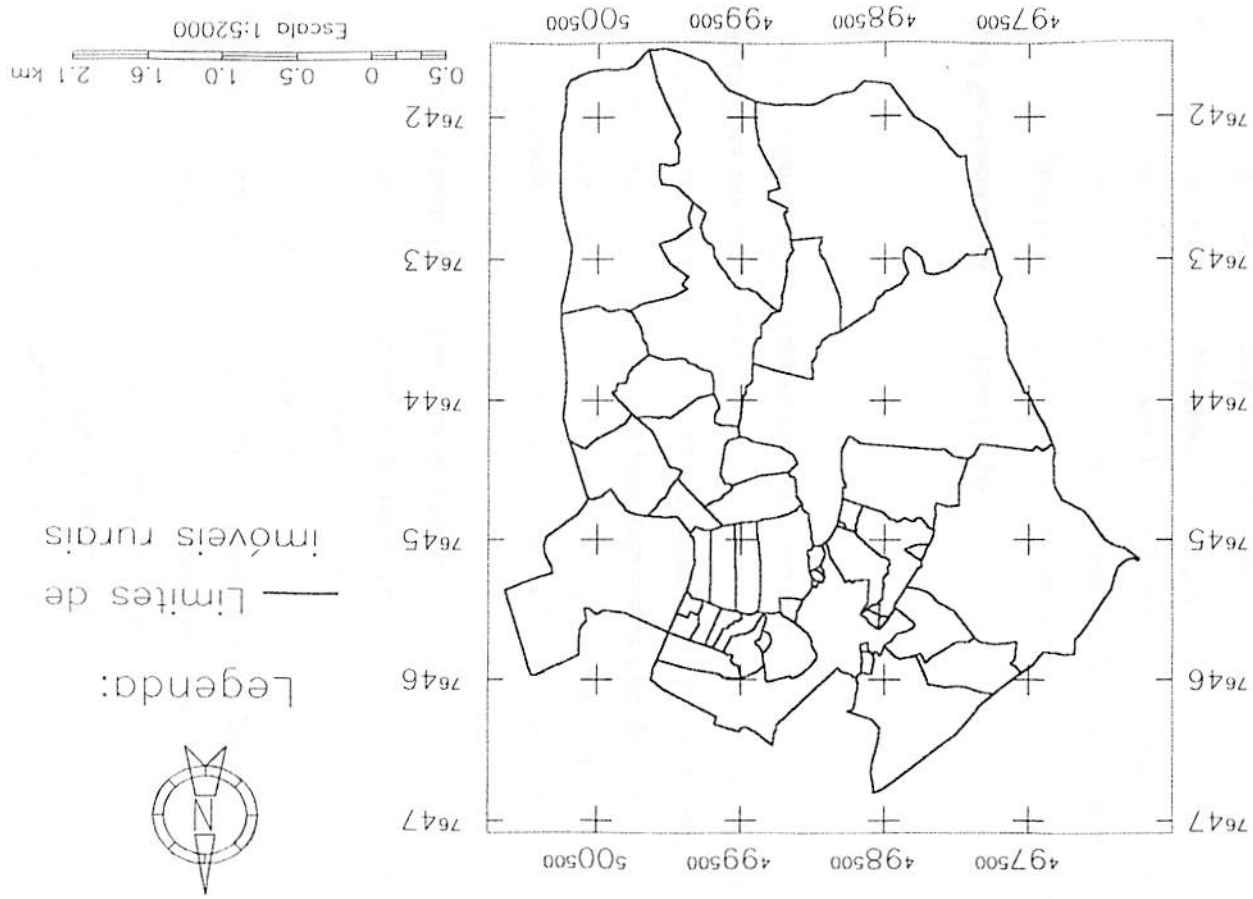 497500 498500 499500 500500
7647 7647
N
7646 7646
Legenda:
Limites de
imóveis rurais
7645 7645
7644 7644
7643 7643
7642 7642
0.5 0 0.5 1.0 1.6 2.1 km
Escala 1:52000
497500 498500 499500 500500